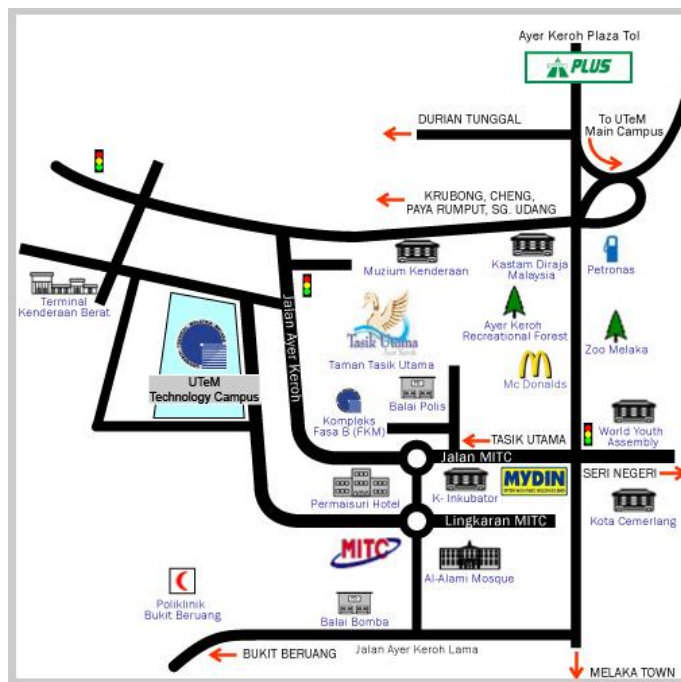 Ayer Keroh Plaza Tol
PLUS
DURIAN TUNGGAL
To UTeM
Main Campus
KRUBONG, CHENG,
PAYA RUMPUT, SG. UDANG
Muzium Kenderaan
Kastam Diraja
Malaysia
Petronas
Terminal
Kenderaan Berat
Jalan Ayer Keroh
Tasik Utama
Ayer Keroh
Taman Tasik Utama
Ayer Keroh
Recreational Forest
Zoo Melaka
UTeM
Technology Campus
Mc Donalds
Balai Polis
Kompleks
Fasa B (FKM)
TASIK UTAMA
World Youth
Assembly
Jalan MITC
SERI NEGERI
Permaisuri Hotel
K- Inkubator
MYDIN
Kota Cemerlang
Lingkaran MITC
MITC
Al-Alami Mosque
Poliklinik
Bukit Beruang
Balai Bomba
BUKIT BERUANG
Jalan Ayer Keroh Lama
MELAKA TOWN